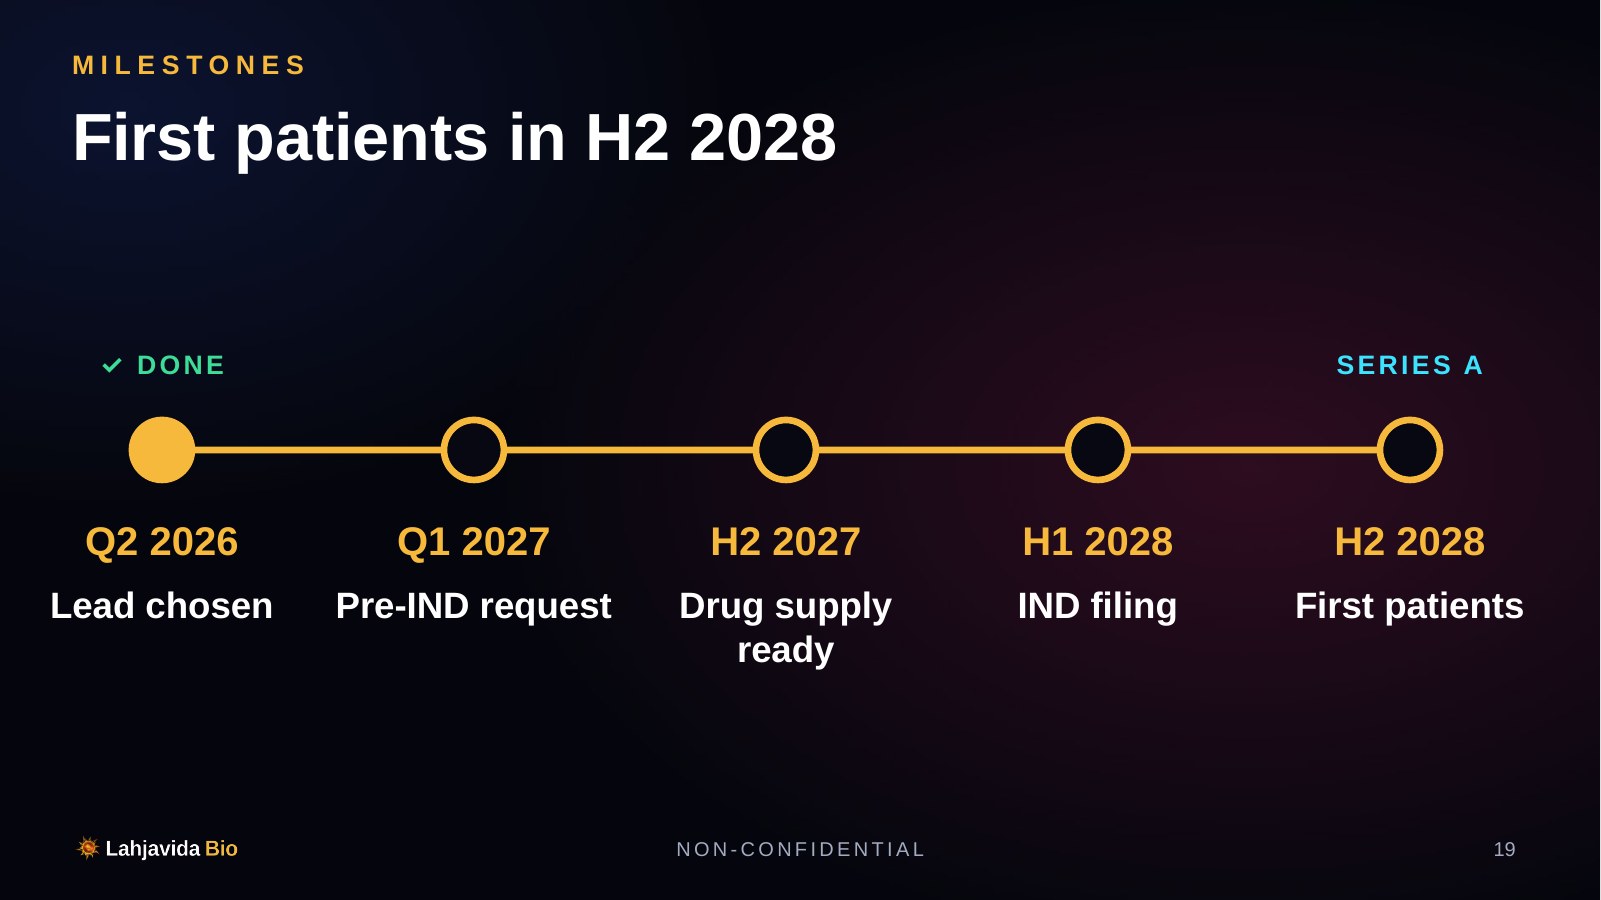 MILESTONES
First patients in H2 2028
✓ DONE
SERIES A
Q2 2026
Q1 2027
H2 2027
H1 2028
H2 2028
Lead chosen
Pre-IND request
Drug supply
ready
IND filing
First patients
Lahjavida Bio
NON-CONFIDENTIAL
19